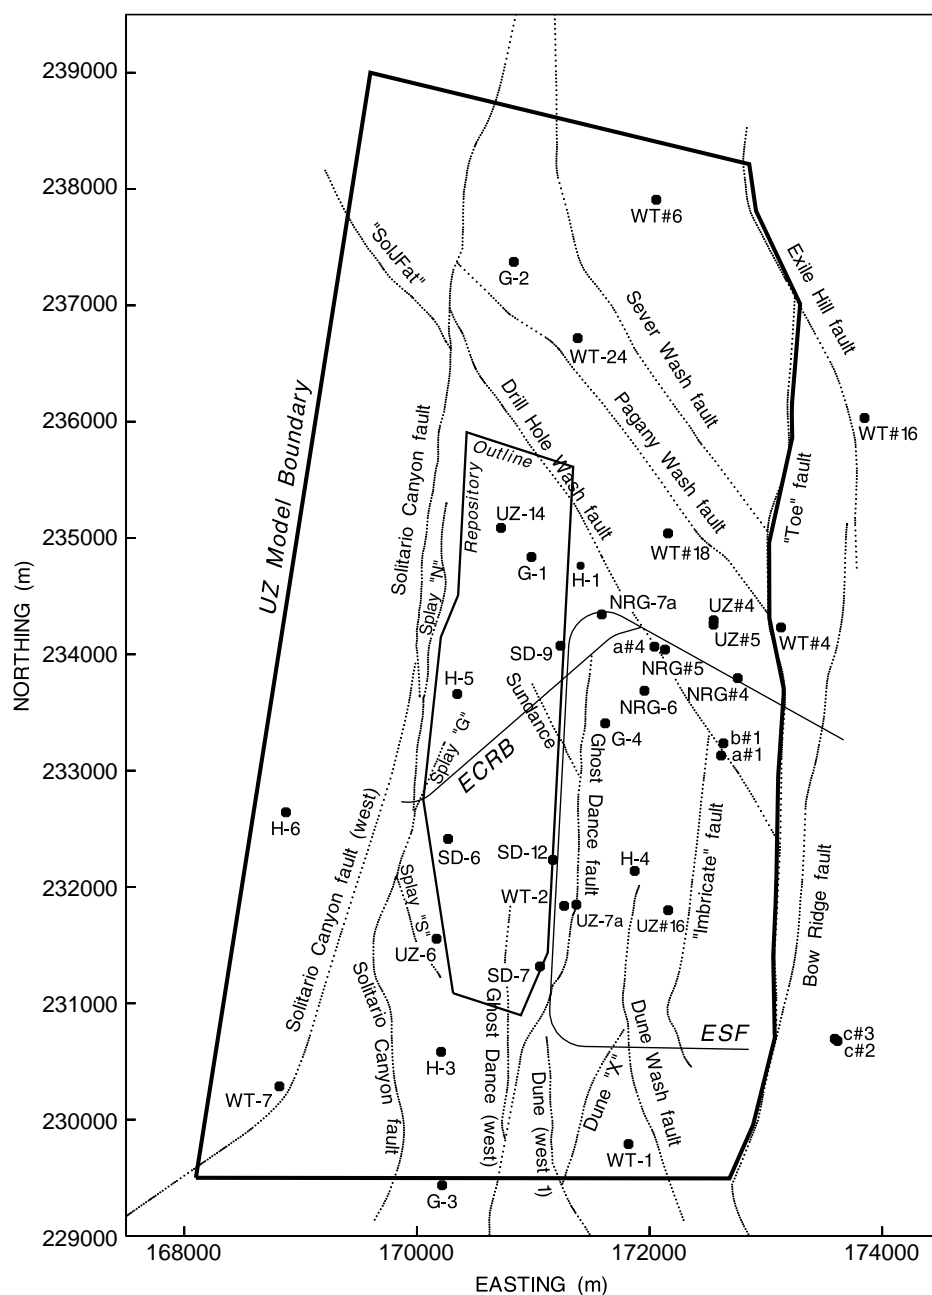 239000
238000
237000
236000
235000
234000
233000
232000
231000
230000
229000
NORTHING (m)
168000
170000
172000
174000
EASTING (m)
WT#6
"SolJFat"
G-2
Exile Hill fault
Sever Wash fault
WT-24
Pagany Wash fault
Drill Hole Wash fault
UZ Model Boundary
Solitario Canyon fault
WT#16
Outline
Repository
"Toe" fault
UZ-14
WT#18
G-1
H-1
Splay "N"
NRG-7a
UZ#4
UZ#5
WT#4
SD-9
a#4
NRG#5
NRG#4
H-5
Sundance
NRG-6
Splay "G"
G-4
b#1
a#1
ECRB
Ghost Dance fault
H-6
"Imbricate" fault
SD-6
SD-12
H-4
Solitario Canyon fault (west)
Splay "S"
WT-2
UZ-7a
UZ#16
Bow Ridge fault
UZ-6
SD-7
Solitario Canyon fault
Ghost Dance (west)
ESF
c#3
c#2
H-3
Dune Wash fault
Dune "X"
Dune (west 1)
WT-7
WT-1
G-3